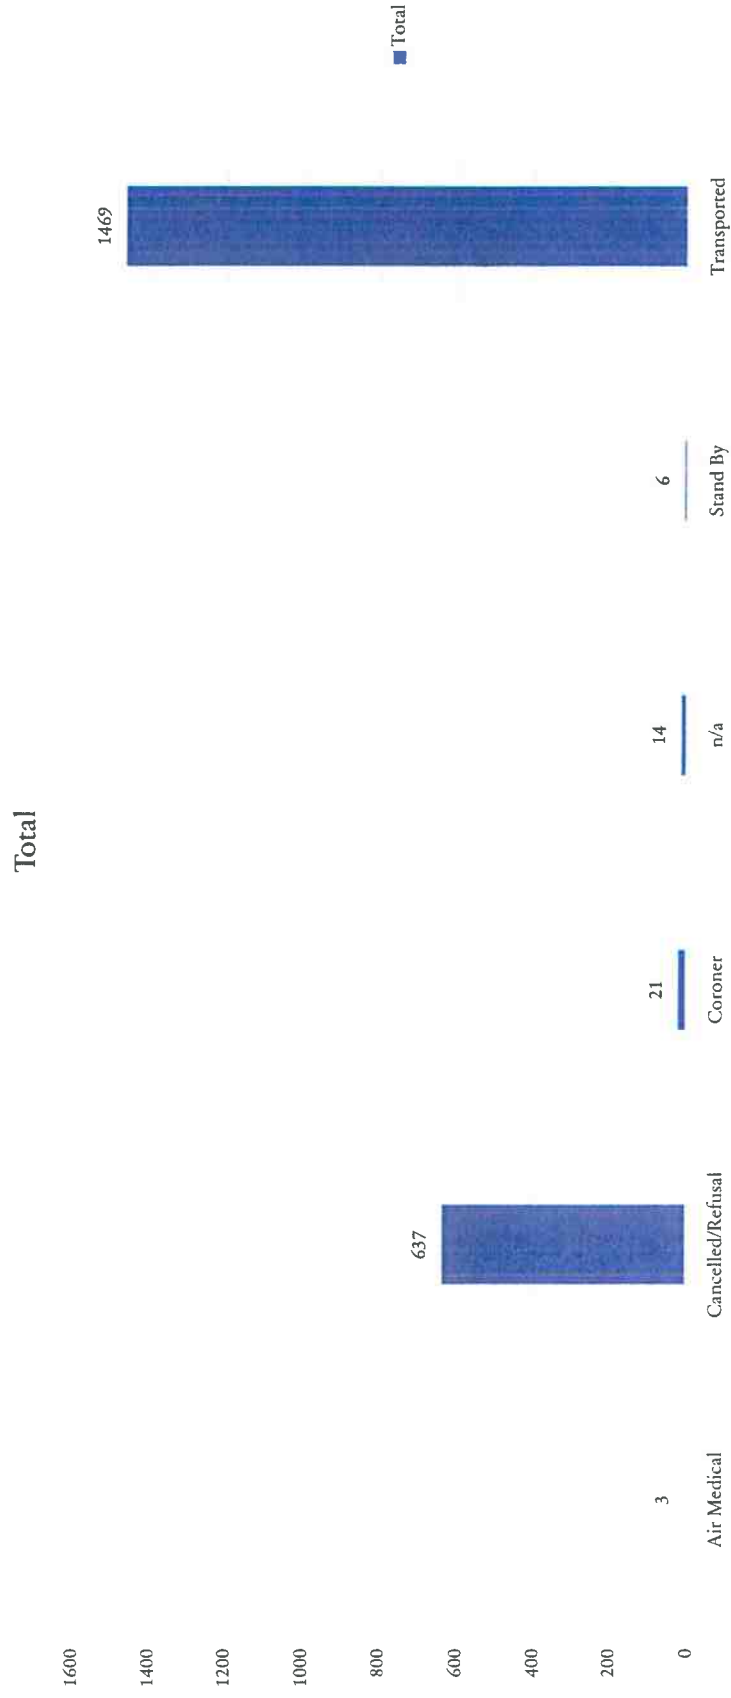 Total
1600
1400
1200
1000
800
600
400
200
0
3
637
21
14
6
1469
Air Medical
Cancelled/Refusal
Coroner
n/a
Stand By
Transported
Total